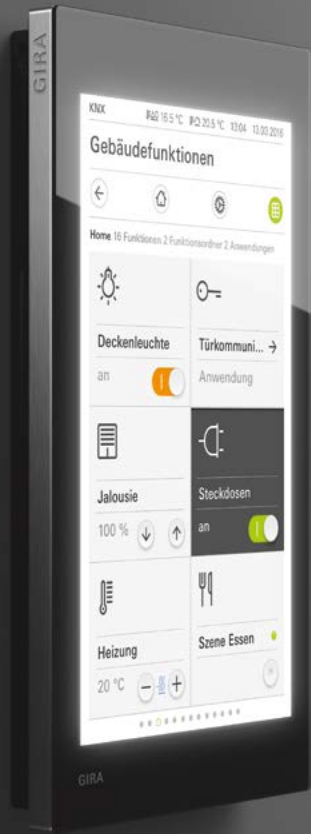 GIRA
KNX 16.5 °C 20.5 °C 13:04 13.03.2016
Gebäudefunktionen
Home 16 Funktionen 2 Funktionsordner 2 Anwendungen
Deckenleuchte
an
Türkommuni... →
Anwendung
Jalousie
100 %
Steckdosen
an
Heizung
20 °C
Szene Essen
GIRA